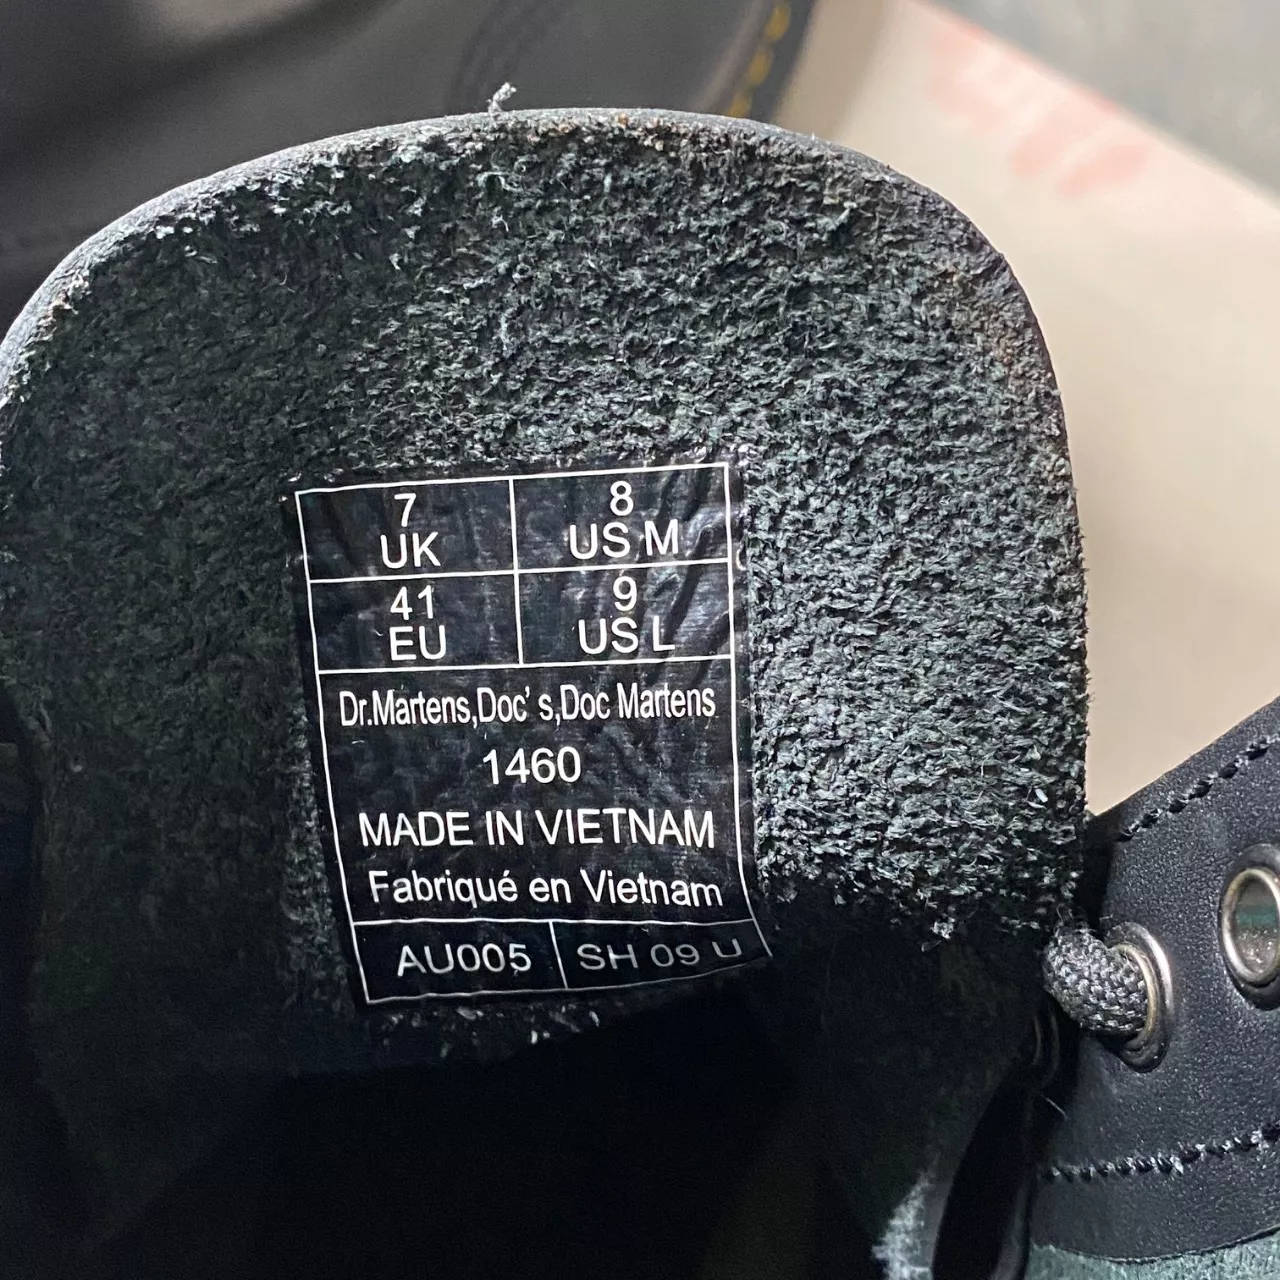 7 8
UK US M
41 9
EU US L
Dr.Martens,Doc's,Doc Martens
1460
MADE IN VIETNAM
Fabriqué en Vietnam
AU005 SH 09 U